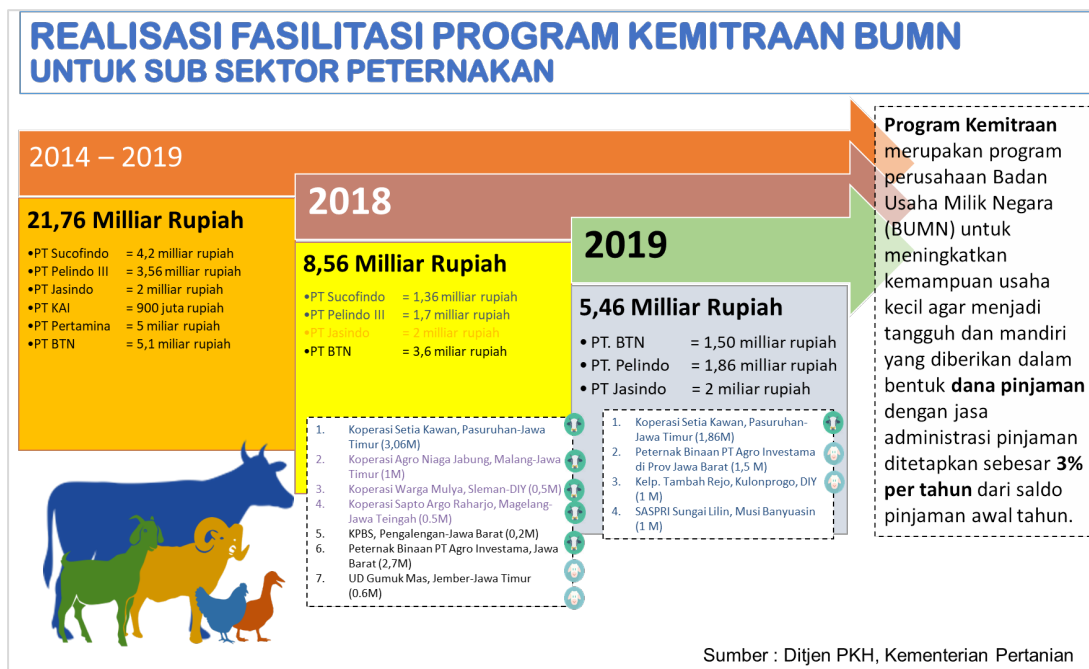 REALISASI FASILITASI PROGRAM KEMITRAAN BUMN
UNTUK SUB SEKTOR PETERNAKAN
2014 – 2019
21,76 Milliar Rupiah
•PT Sucofindo = 4,2 milliar rupiah
•PT Pelindo III = 3,56 milliar rupiah
•PT Jasindo = 2 milliar rupiah
•PT KAI = 900 juta rupiah
•PT Pertamina = 5 miliar rupiah
•PT BTN = 5,1 miliar rupiah
2018
8,56 Milliar Rupiah
•PT Sucofindo = 1,36 milliar rupiah
•PT Pelindo III = 1,7 milliar rupiah
•PT Jasindo = 2 milliar rupiah
•PT BTN = 3,6 miliar rupiah
1. Koperasi Setia Kawan, Pasuruhan-Jawa
Timur (3,06M)
2. Koperasi Agro Niaga Jabung, Malang-Jawa
Timur (1M)
3. Koperasi Warga Mulya, Sleman-DIY (0,5M)
4. Koperasi Sapto Argo Raharjo, Magelang-
Jawa Teingah (0.5M)
5. KPBS, Pengalengan-Jawa Barat (0,2M)
6. Peternak Binaan PT Agro Investama, Jawa
Barat (2,7M)
7. UD Gumuk Mas, Jember-Jawa Timur
(0.6M)
2019
5,46 Milliar Rupiah
• PT. BTN = 1,50 milliar rupiah
• PT. Pelindo = 1,86 milliar rupiah
• PT Jasindo = 2 miliar rupiah
1. Koperasi Setia Kawan, Pasuruhan-
Jawa Timur (1,86M)
2. Peternak Binaan PT Agro Investama
di Prov Jawa Barat (1,5 M)
3. Kelp. Tambah Rejo, Kulonprogo, DIY
(1 M)
4. SASPRI Sungai Lilin, Musi Banyuasin
(1 M)
Program Kemitraan
merupakan program
perusahaan Badan
Usaha Milik Negara
(BUMN) untuk
meningkatkan
kemampuan usaha
kecil agar menjadi
tangguh dan mandiri
yang diberikan dalam
bentuk dana pinjaman
dengan jasa
administrasi pinjaman
ditetapkan sebesar 3%
per tahun dari saldo
pinjaman awal tahun.
Sumber : Ditjen PKH, Kementerian Pertanian